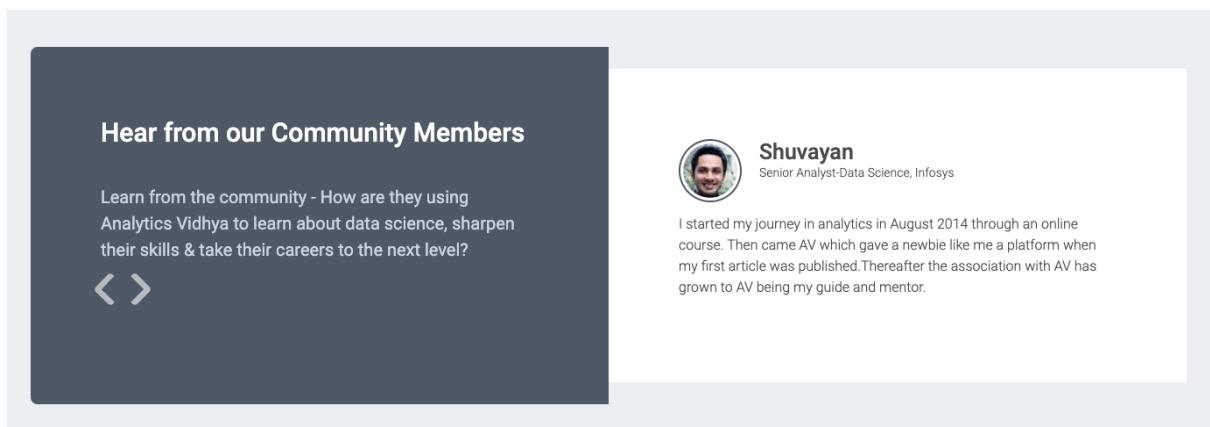 Hear from our Community Members
Learn from the community - How are they using
Analytics Vidhya to learn about data science, sharpen
their skills & take their careers to the next level?
Shuvayan
Senior Analyst-Data Science, Infosys
I started my journey in analytics in August 2014 through an online
course. Then came AV which gave a newbie like me a platform when
my first article was published.Thereafter the association with AV has
grown to AV being my guide and mentor.